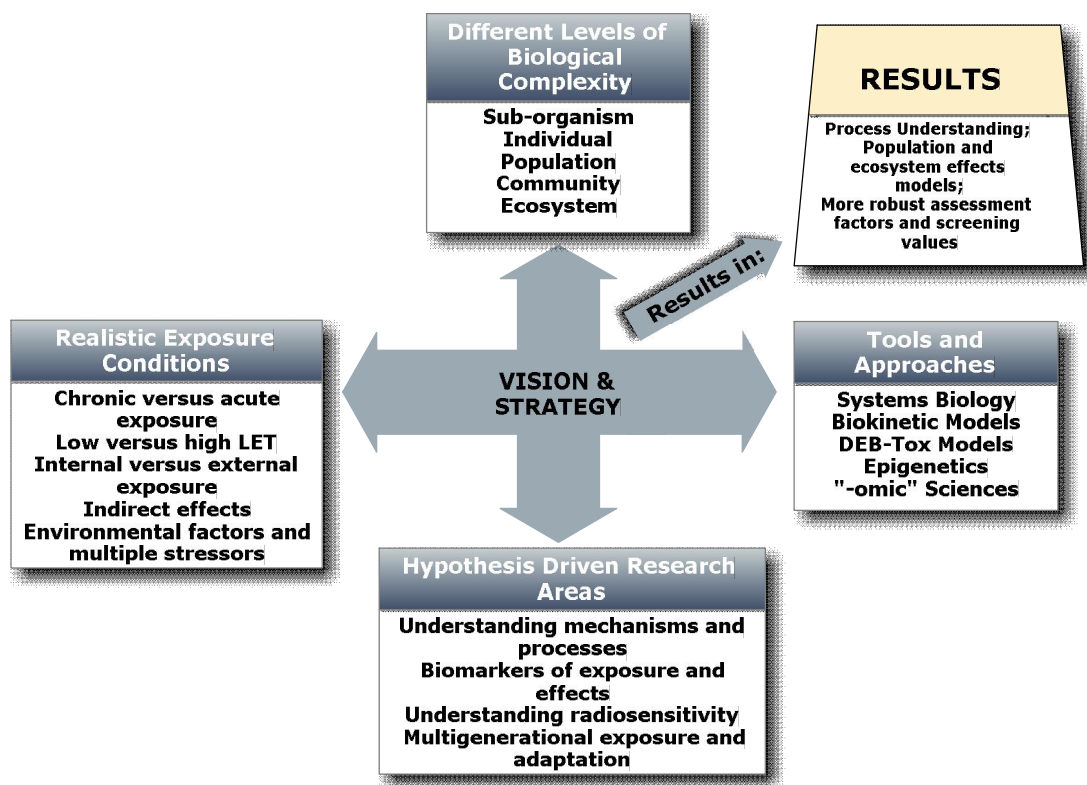 Different Levels of
Biological
Complexity
Sub-organism
Individual
Population
Community
Ecosystem
RESULTS
Process Understanding;
Population and
ecosystem effects
models;
More robust assessment
factors and screening
values
Results in:
Realistic Exposure
Conditions
Chronic versus acute
exposure
Low versus high LET
Internal versus external
exposure
Indirect effects
Environmental factors and
multiple stressors
VISION &
STRATEGY
Tools and
Approaches
Systems Biology
Biokinetic Models
DEB-Tox Models
Epigenetics
"-omic" Sciences
Hypothesis Driven Research
Areas
Understanding mechanisms and
processes
Biomarkers of exposure and
effects
Understanding radiosensitivity
Multigenerational exposure and
adaptation